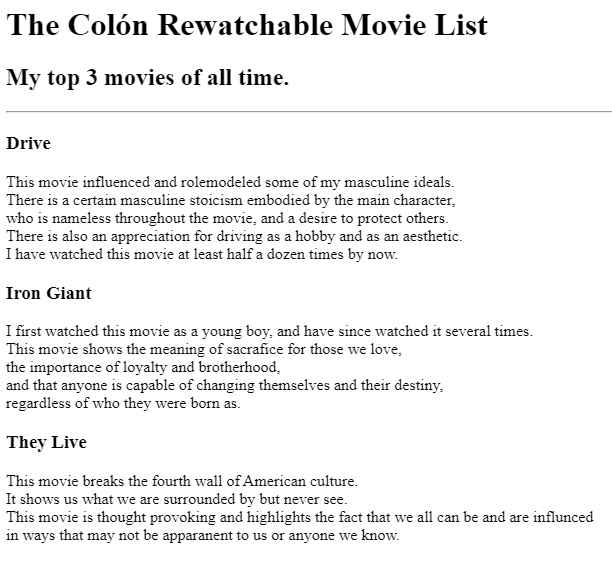 The Colón Rewatchable Movie List
My top 3 movies of all time.
Drive
This movie influenced and rolemodeled some of my masculine ideals.
There is a certain masculine stoicism embodied by the main character,
who is nameless throughout the movie, and a desire to protect others.
There is also an appreciation for driving as a hobby and as an aesthetic.
I have watched this movie at least half a dozen times by now.
Iron Giant
I first watched this movie as a young boy, and have since watched it several times.
This movie shows the meaning of sacrafice for those we love,
the importance of loyalty and brotherhood,
and that anyone is capable of changing themselves and their destiny,
regardless of who they were born as.
They Live
This movie breaks the fourth wall of American culture.
It shows us what we are surrounded by but never see.
This movie is thought provoking and highlights the fact that we all can be and are influnced
in ways that may not be apparanent to us or anyone we know.